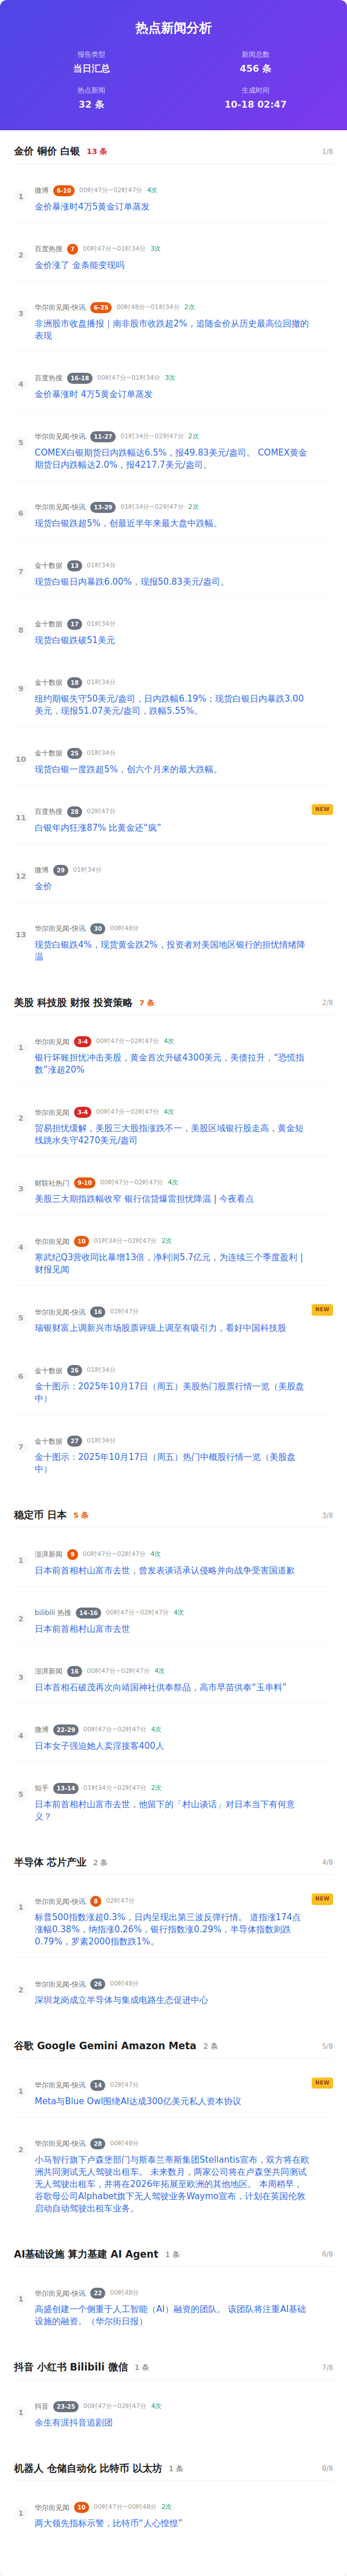 热点新闻分析
报告类型
当日汇总
新闻总数
456 条
热点新闻
32 条
生成时间
10-18 02:47
金价 铜价 白银 13 条 1/8
1
微博 6-10 00时47分~02时47分 4次
金价暴涨时4万5黄金订单蒸发
2
百度热搜 7 00时47分~01时34分 3次
金价涨了 金条能变现吗
3
华尔街见闻-快讯 6-25 00时48分~01时34分 2次
非洲股市收盘播报｜南非股市收跌超2%，追随金价从历史最高位回撤的
表现
4
百度热搜 16-18 00时47分~01时34分 3次
金价暴涨时 4万5黄金订单蒸发
5
华尔街见闻-快讯 11-27 01时34分~02时47分 2次
COMEX白银期货日内跌幅达6.5%，报49.83美元/盎司。 COMEX黄金
期货日内跌幅达2.0%，报4217.7美元/盎司。
6
华尔街见闻-快讯 13-29 01时34分~02时47分 2次
现货白银跌超5%，创最近半年来最大盘中跌幅。
7
金十数据 13 01时34分
现货白银日内暴跌6.00%，现报50.83美元/盎司。
8
金十数据 17 01时34分
现货白银跌破51美元
9
金十数据 18 01时34分
纽约期银失守50美元/盎司，日内跌幅6.19%；现货白银日内暴跌3.00
美元，现报51.07美元/盎司，跌幅5.55%。
10
金十数据 25 01时34分
现货白银一度跌超5%，创六个月来的最大跌幅。
11
百度热搜 28 02时47分 NEW
白银年内狂涨87% 比黄金还“疯”
12
微博 29 01时34分
金价
13
华尔街见闻-快讯 30 00时48分
现货白银跌4%，现货黄金跌2%，投资者对美国地区银行的担忧情绪降
温
美股 科技股 财报 投资策略 7 条 2/8
1
华尔街见闻 3-4 00时47分~02时47分 4次
银行坏账担忧冲击美股，黄金首次升破4300美元，美债拉升，“恐慌指
数”涨超20%
2
华尔街见闻 3-4 00时47分~02时47分 4次
贸易担忧缓解，美股三大股指涨跌不一，美股区域银行股走高，黄金短
线跳水失守4270美元/盎司
3
财联社热门 9-10 00时47分~02时47分 4次
美股三大期指跌幅收窄 银行信贷爆雷担忧降温 | 今夜看点
4
华尔街见闻 10 01时34分~02时47分 2次
寒武纪Q3营收同比暴增13倍，净利润5.7亿元，为连续三个季度盈利 |
财报见闻
5
华尔街见闻-快讯 16 02时47分 NEW
瑞银财富上调新兴市场股票评级上调至有吸引力，看好中国科技股
6
金十数据 26 01时34分
金十图示：2025年10月17日（周五）美股热门股票行情一览（美股盘
中）
7
金十数据 27 01时34分
金十图示：2025年10月17日（周五）热门中概股行情一览（美股盘
中）
稳定币 日本 5 条 3/8
1
澎湃新闻 9 00时47分~02时47分 4次
日本前首相村山富市去世，曾发表谈话承认侵略并向战争受害国道歉
2
bilibili 热搜 14-16 00时47分~02时47分 4次
日本前首相村山富市去世
3
澎湃新闻 16 00时47分~02时47分 4次
日本首相石破茂再次向靖国神社供奉祭品，高市早苗供奉“玉串料”
4
微博 22-29 00时47分~02时47分 4次
日本女子强迫她人卖淫接客400人
5
知乎 13-14 01时34分~02时47分 2次
日本前首相村山富市去世，他留下的「村山谈话」对日本当下有何意
义？
半导体 芯片产业 2 条 4/8
1
华尔街见闻-快讯 8 02时47分 NEW
标普500指数涨超0.3%，日内呈现出第三波反弹行情。 道指涨174点
涨幅0.38%，纳指涨0.26%，银行指数涨0.29%，半导体指数则跌
0.79%，罗素2000指数跌1%。
2
华尔街见闻-快讯 26 00时48分
深圳龙岗成立半导体与集成电路生态促进中心
谷歌 Google Gemini Amazon Meta 2 条 5/8
1
华尔街见闻-快讯 14 02时47分 NEW
Meta与Blue Owl围绕AI达成300亿美元私人资本协议
2
华尔街见闻-快讯 28 00时48分
小马智行旗下卢森堡部门与斯泰兰蒂斯集团Stellantis宣布，双方将在欧
洲共同测试无人驾驶出租车。 未来数月，两家公司将在卢森堡共同测试
无人驾驶出租车，并将在2026年拓展至欧洲的其他地区。 本周稍早，
谷歌母公司Alphabet旗下无人驾驶业务Waymo宣布，计划在英国伦敦
启动自动驾驶出租车业务。
AI基础设施 算力基建 AI Agent 1 条 6/8
1
华尔街见闻-快讯 22 00时48分
高盛创建一个侧重于人工智能（AI）融资的团队。 该团队将注重AI基础
设施的融资。（华尔街日报）
抖音 小红书 Bilibili 微信 1 条 7/8
1
抖音 23-25 00时47分~02时47分 4次
余生有涯抖音追剧团
机器人 仓储自动化 比特币 以太坊 1 条 8/8
1
华尔街见闻 10 00时47分~00时48分 2次
两大领先指标示警，比特币“人心惶惶”